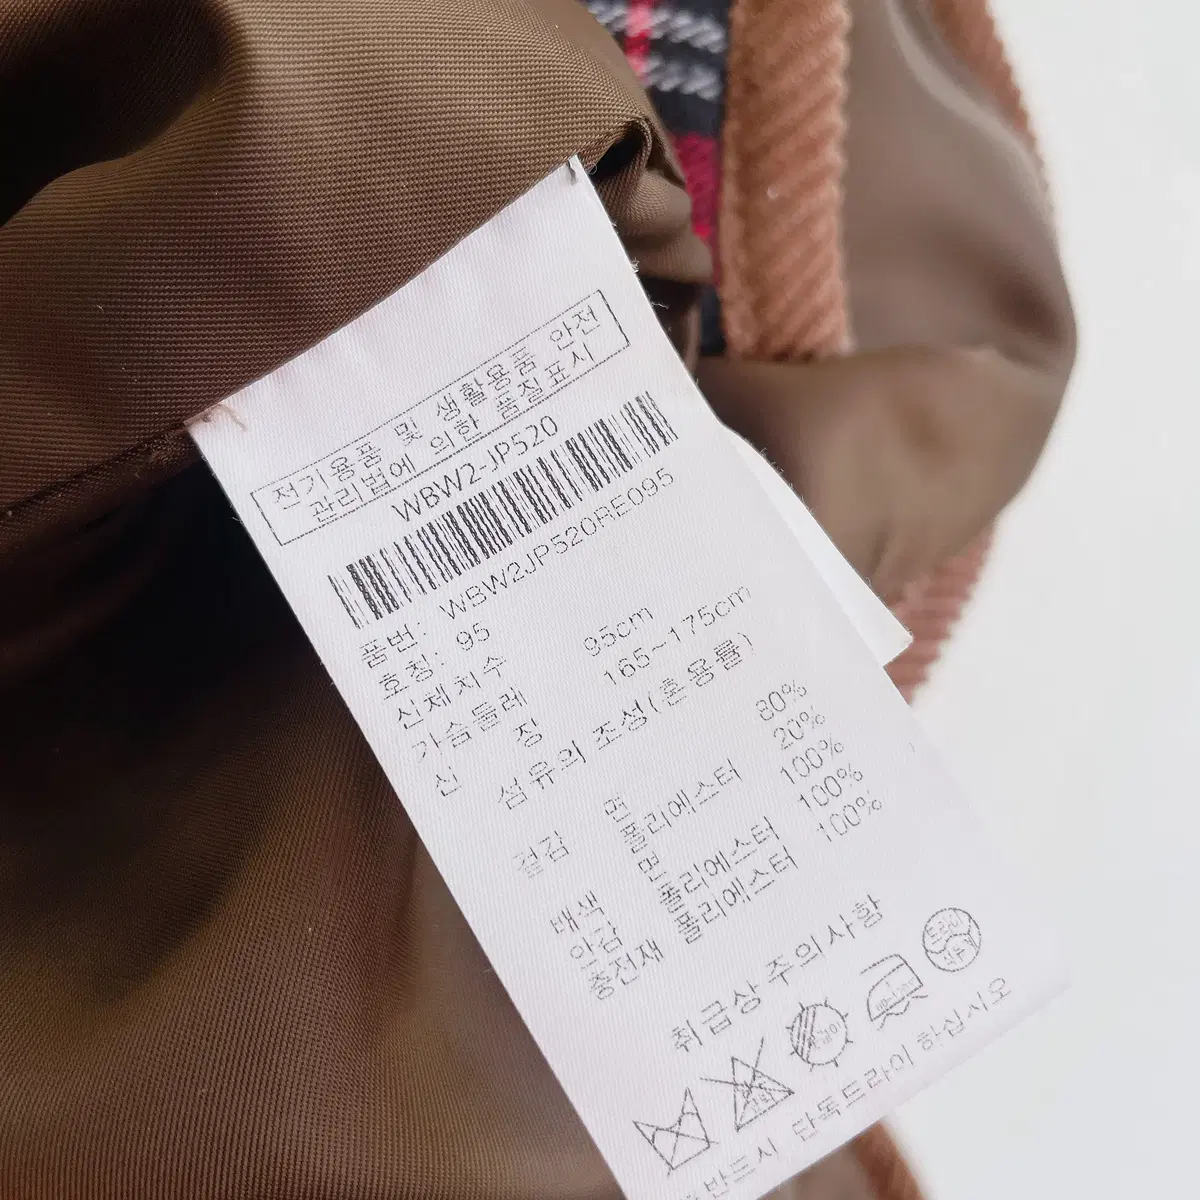 전기용품 및 생활용품 안전
관리법에 의한 품질표시
WBW2-JP520
WBW2JP520RE095
품번:
호칭: 95
신체치수
가슴둘레 95cm
신 장 165~175cm
섬유의 조성(혼용률)
겉감 면 80%
폴리에스터 20%
배색 면 100%
안감 폴리에스터 100%
충전재 폴리에스터 100%
취급상 주의사항
드라이
반드시 단독드라이 하십시오